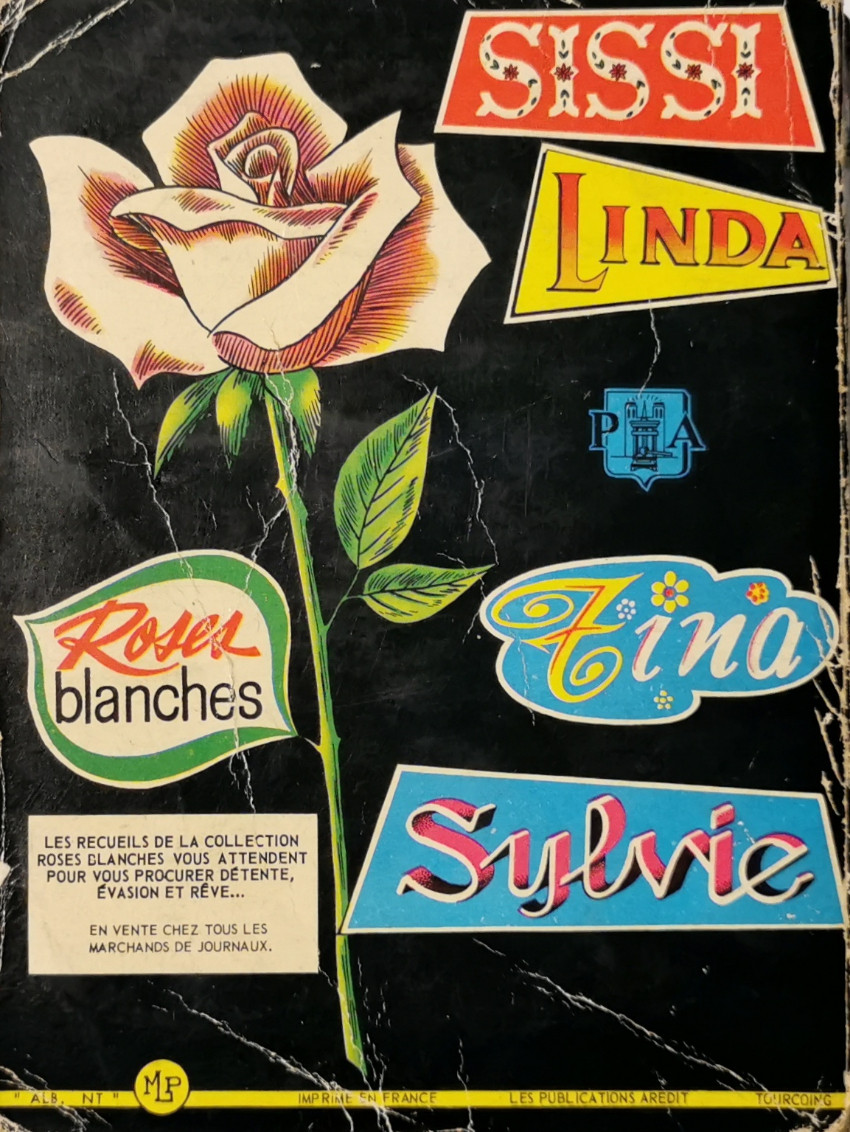 SISSI
LINDA
P A
Tina
Roses
blanches
Sylvie
LES RECUEILS DE LA COLLECTION
ROSES BLANCHES VOUS ATTENDENT
POUR VOUS PROCURER DÉTENTE,
ÉVASION ET RÊVE...
EN VENTE CHEZ TOUS LES
MARCHANDS DE JOURNAUX.
" ALB. NT " MLP IMPRIMÉ EN FRANCE LES PUBLICATIONS AREDIT TOURCOING